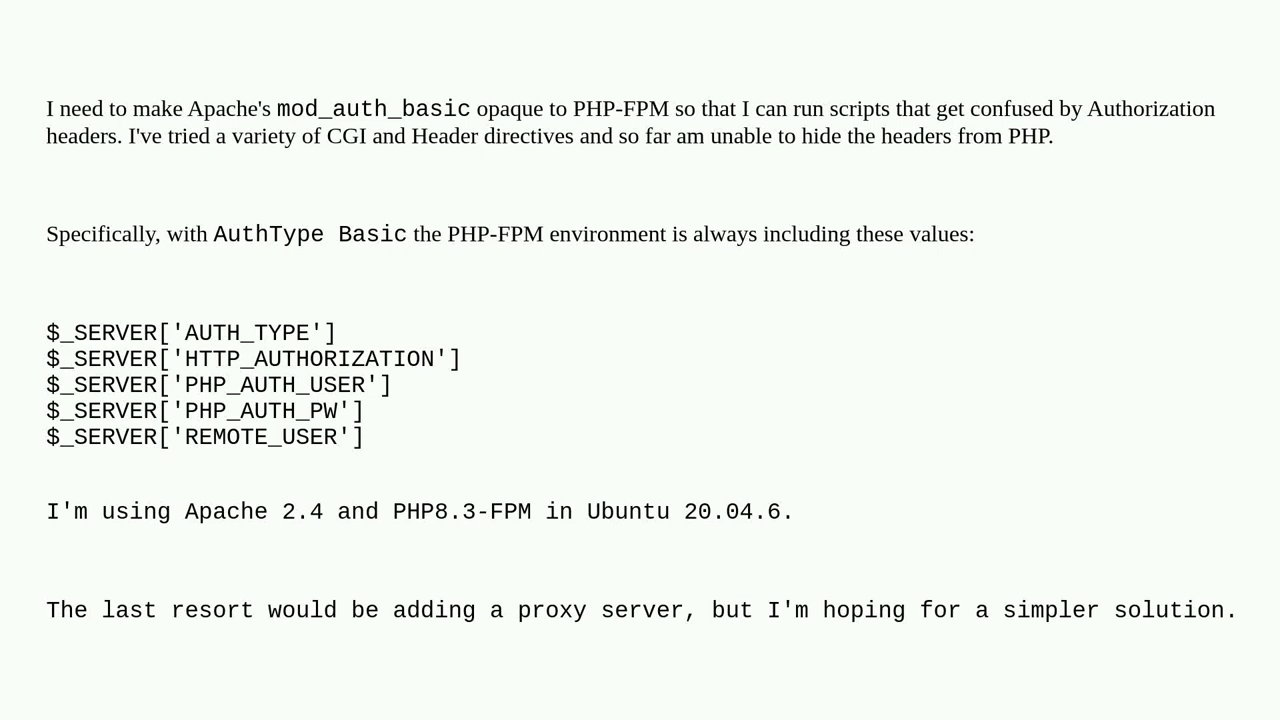 I need to make Apache's mod_auth_basic opaque to PHP-FPM so that I can run scripts that get confused by Authorization
headers. I've tried a variety of CGI and Header directives and so far am unable to hide the headers from PHP.
Specifically, with AuthType Basic the PHP-FPM environment is always including these values:
$_SERVER['AUTH_TYPE']
$_SERVER['HTTP_AUTHORIZATION']
$_SERVER['PHP_AUTH_USER']
$_SERVER['PHP_AUTH_PW']
$_SERVER['REMOTE_USER']
I'm using Apache 2.4 and PHP8.3-FPM in Ubuntu 20.04.6.
The last resort would be adding a proxy server, but I'm hoping for a simpler solution.